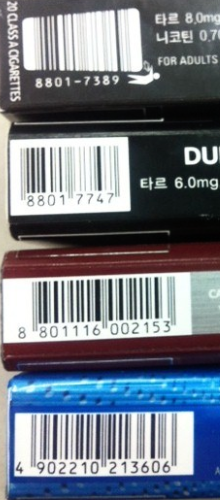 20 CLASS A CIGARETTES
타르 8.0mg
니코틴 0.70
8801-7389
FOR ADULTS
DU
타르 6.0mg
8801 7747
8 801116 002153
4 902210 213606